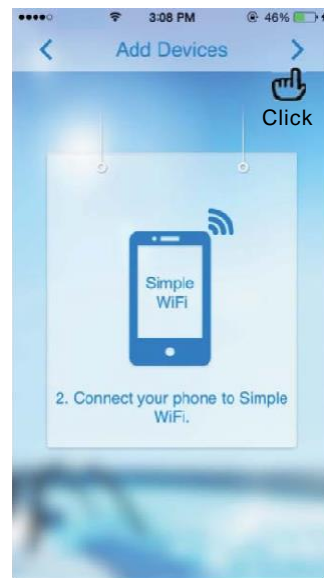 3:08 PM
46%
Add Devices
Click
Simple
WiFi
2. Connect your phone to Simple
WiFi.